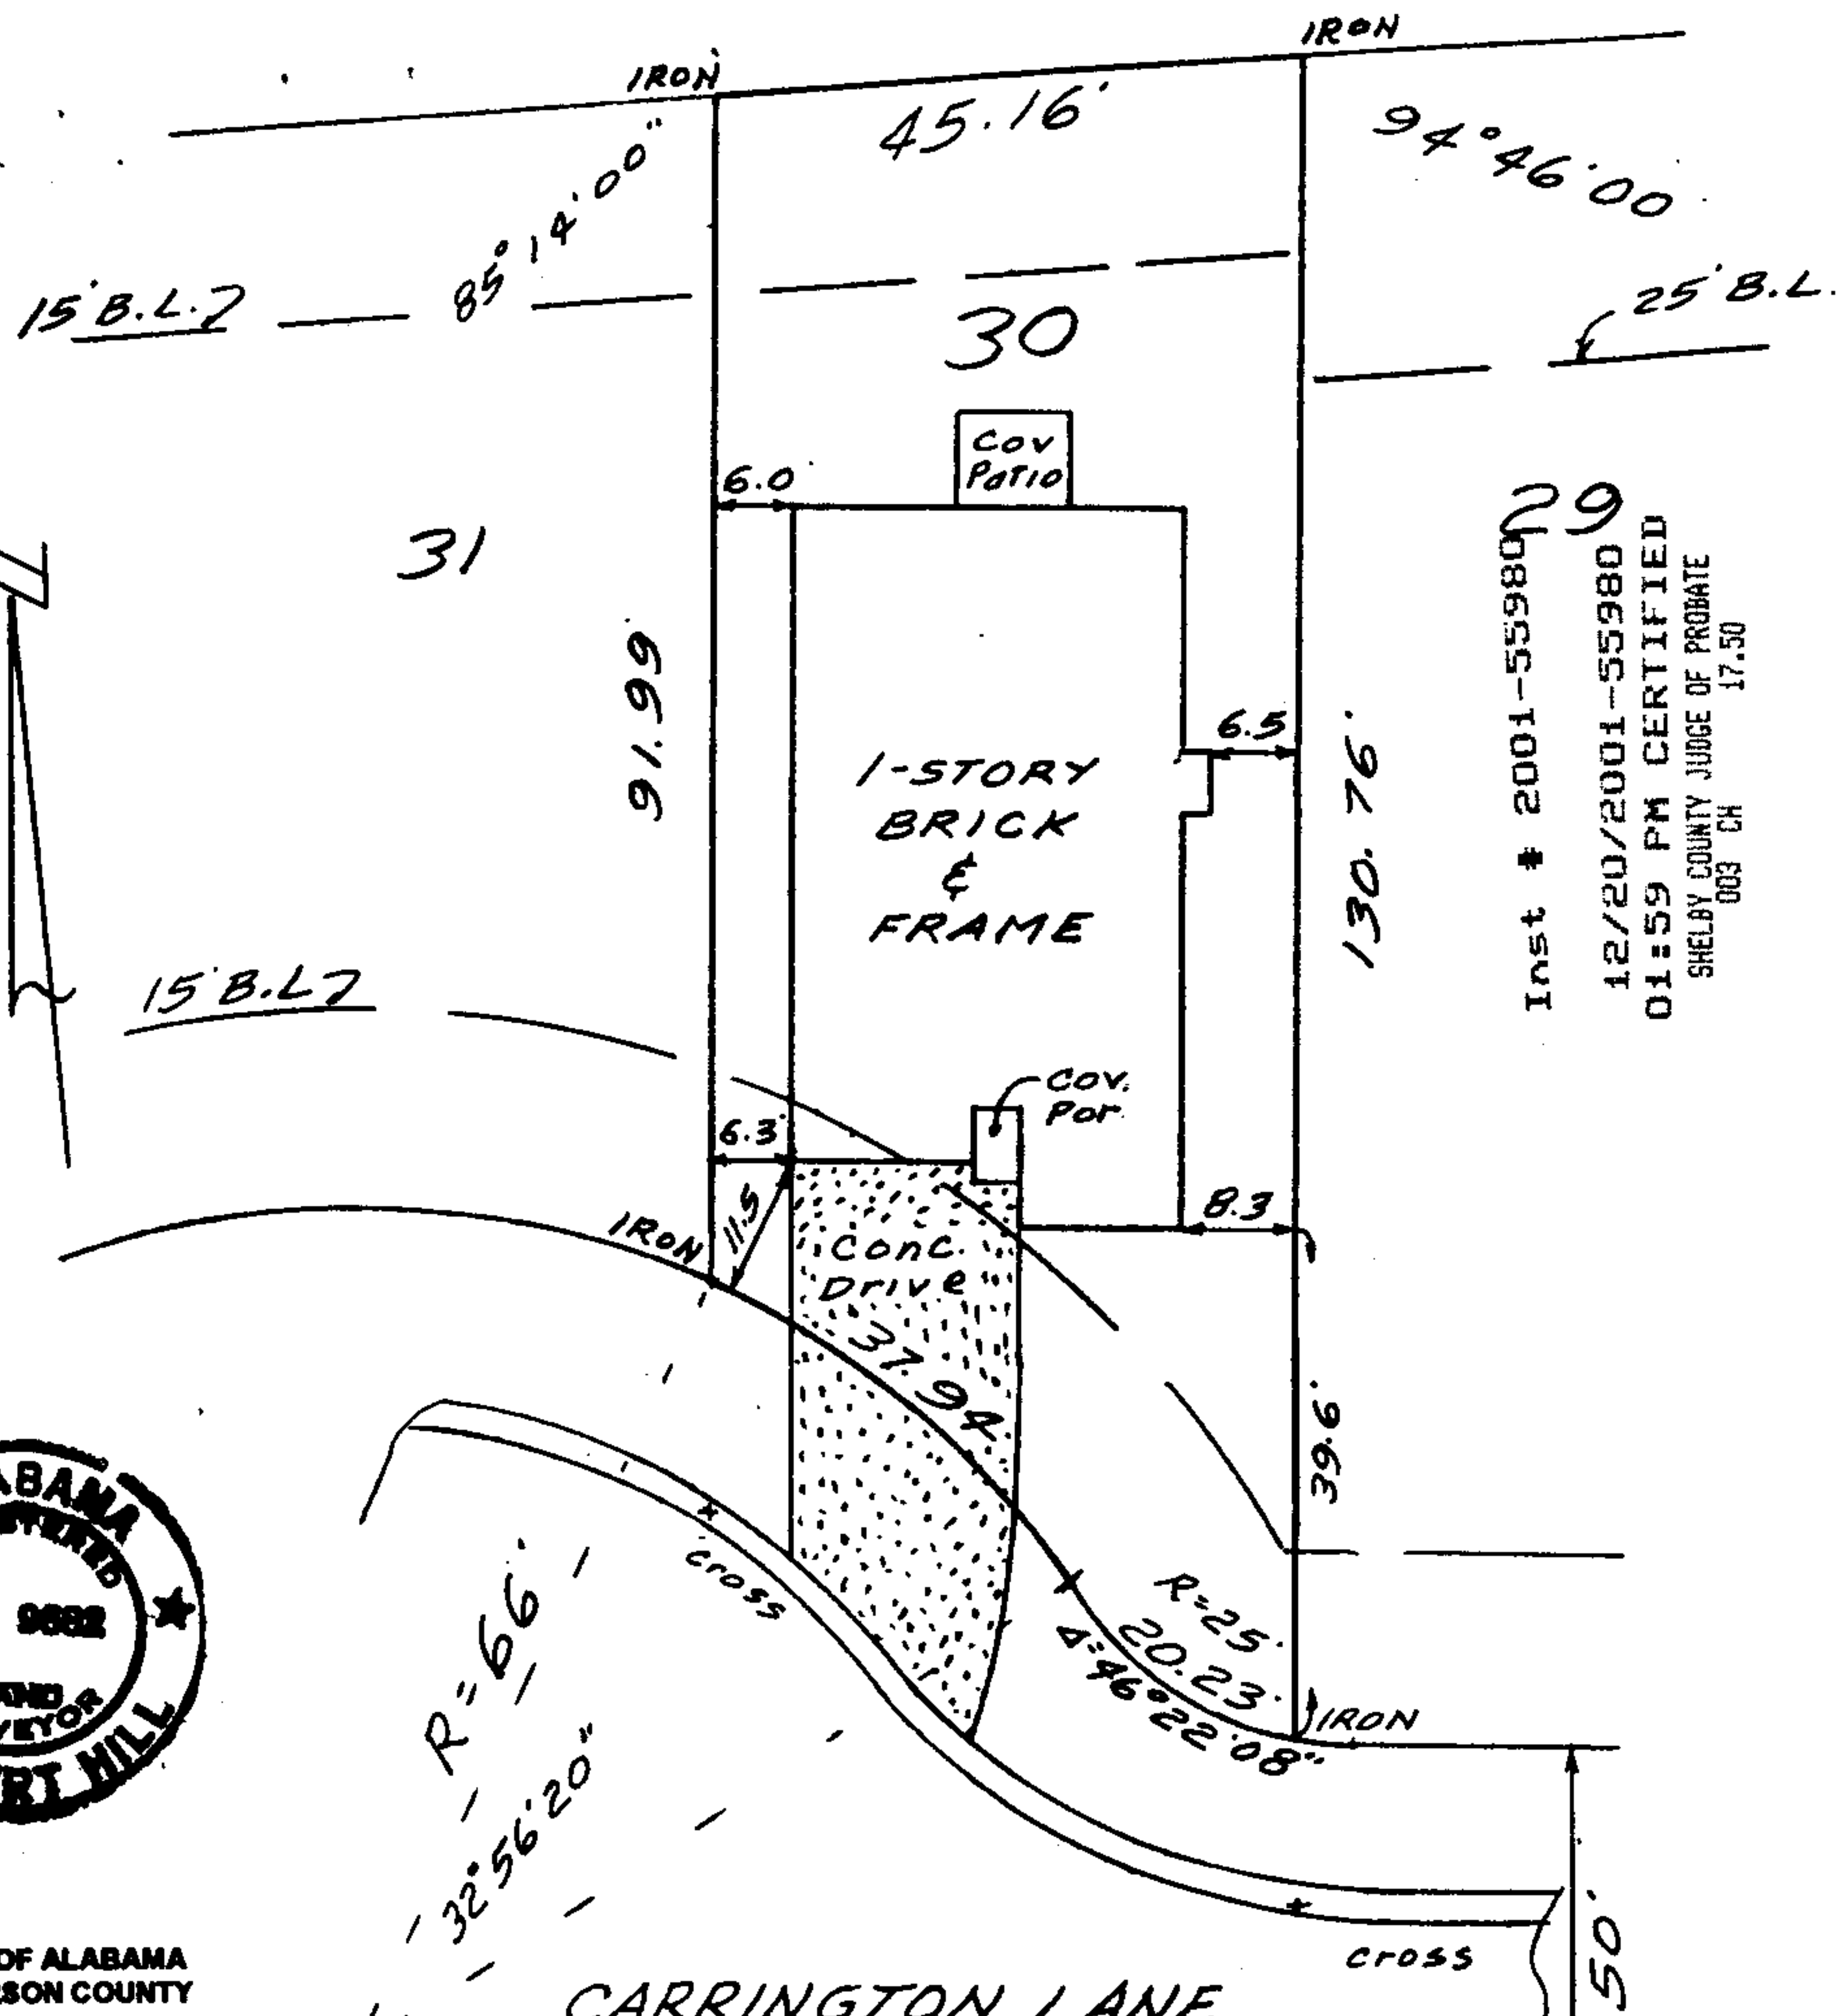 IRON
IRON
45.16'
94°46'00
85°14'00"
15' B.L.
25' B.L.
30
Cov
Patio
6.0
31
29
91.99
6.5
130.76'
1-STORY
BRICK
&
FRAME
Inst # 2001-55980
12/20/2001-55980
01:59 PM CERTIFIED
SHELBY COUNTY JUDGE OF PROBATE
003 CH 17.50
15' B.L
Cov.
Por
6.3'
8.3
IRON
11.5
Conc.
Drive
37.94
39.6'
cross
R=25'
20.23'
Δ=46°22'08"
IRON
R=66'
32°56'20"
9682
HILL
OF ALABAMA
SON COUNTY
cross
50'
CARRINGTON LANE